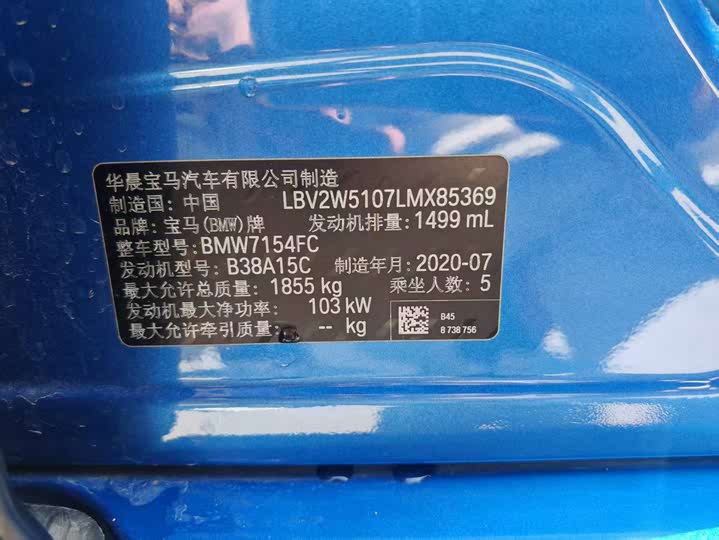 华晨宝马汽车有限公司制造
制造国: 中国 LBV2W5107LMX85369
品牌: 宝马(BMW)牌 发动机排量: 1499 mL
整车型号: BMW7154FC
发动机型号: B38A15C 制造年月: 2020-07
最大允许总质量: 1855 kg 乘坐人数: 5
发动机最大净功率: 103 kW
最大允许牵引质量: -- kg
B45
8 738 756